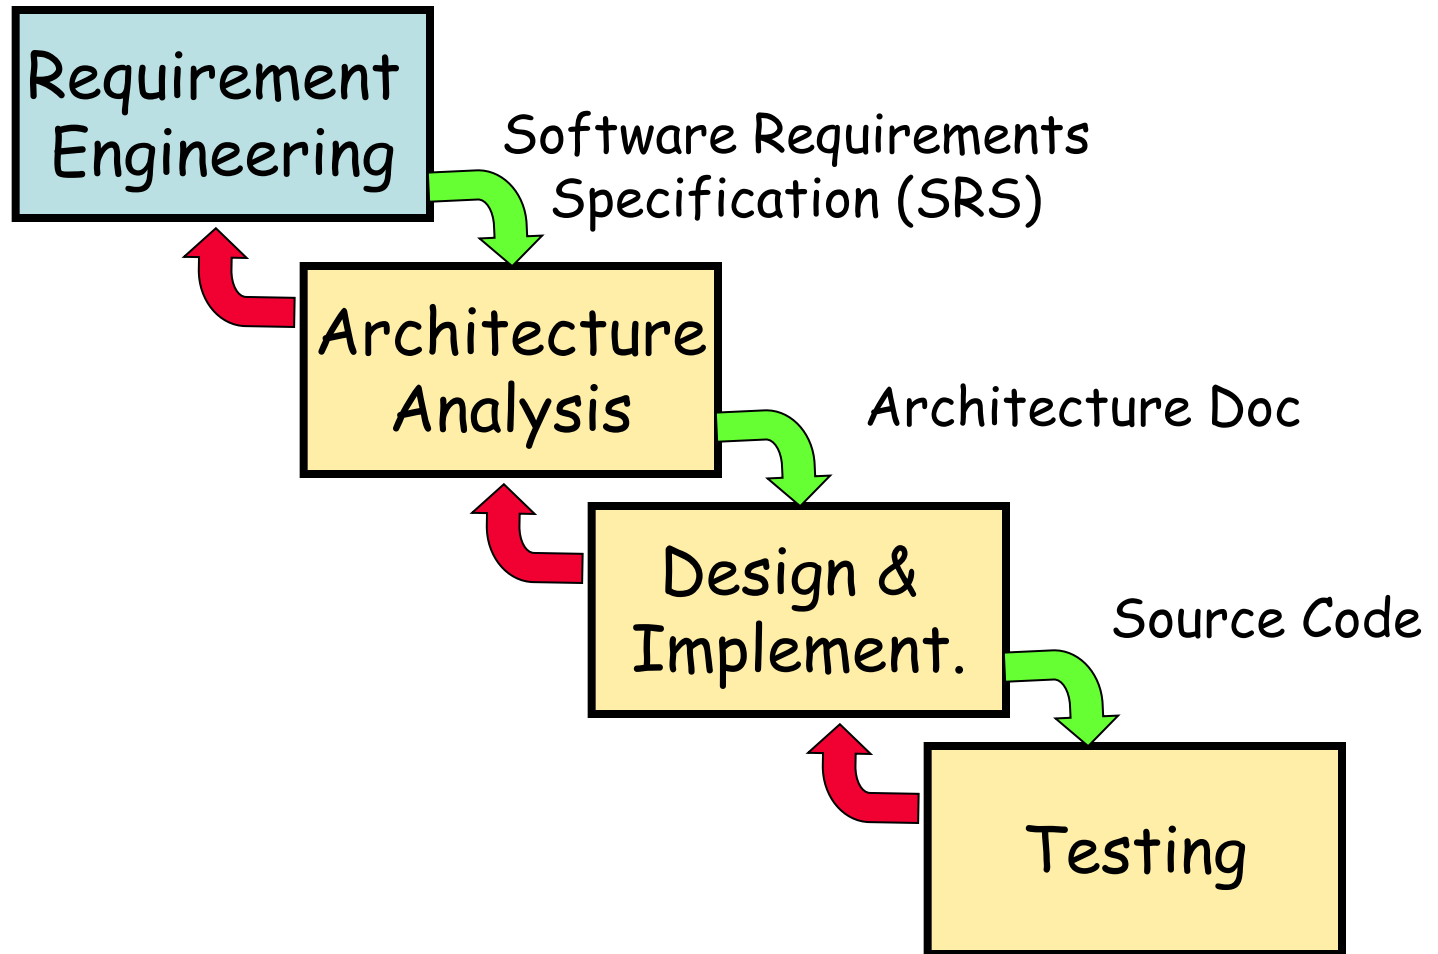 Requirement
Engineering
Software Requirements
Specification (SRS)
Architecture
Analysis
Architecture Doc
Design &
Implement.
Source Code
Testing